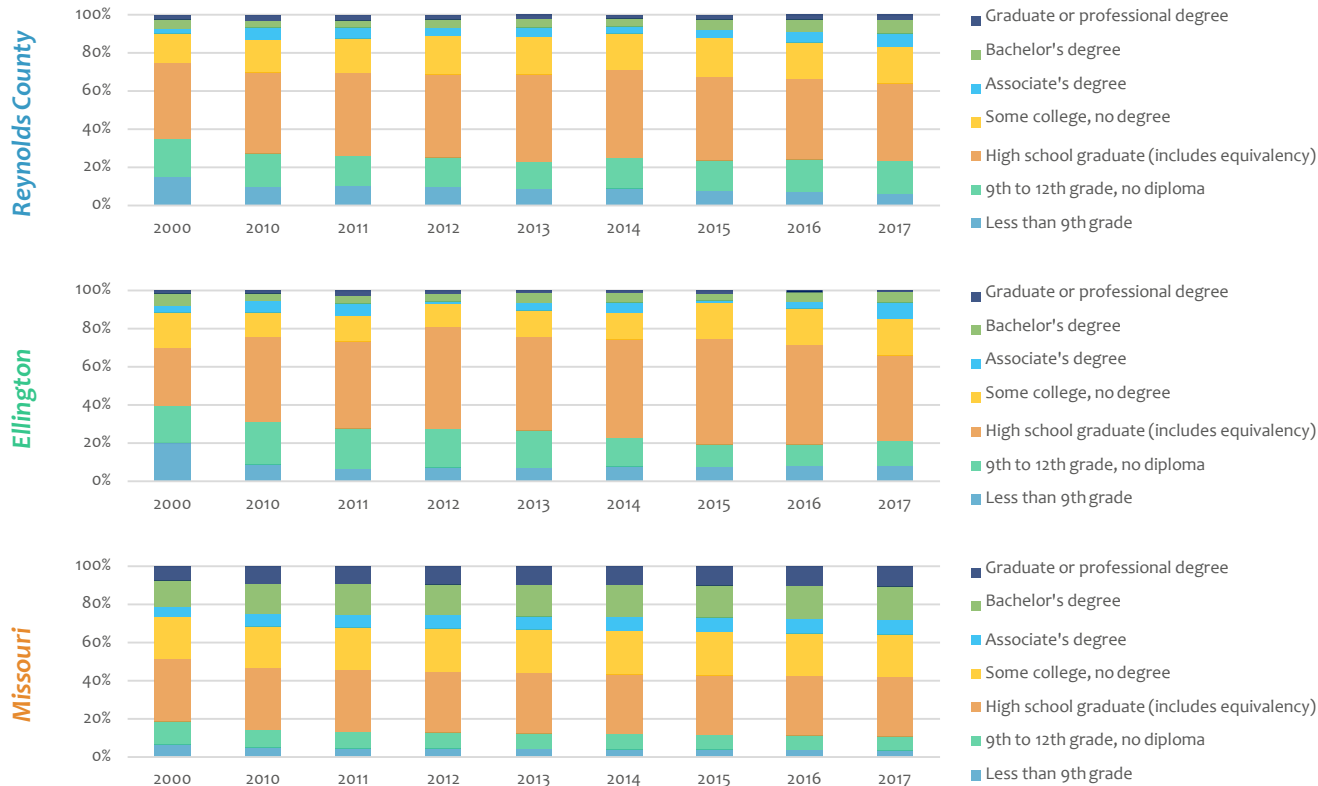 Reynolds County
100%
80%
60%
40%
20%
0%
2000 2010 2011 2012 2013 2014 2015 2016 2017
Graduate or professional degree
Bachelor's degree
Associate's degree
Some college, no degree
High school graduate (includes equivalency)
9th to 12th grade, no diploma
Less than 9th grade
Ellington
100%
80%
60%
40%
20%
0%
2000 2010 2011 2012 2013 2014 2015 2016 2017
Graduate or professional degree
Bachelor's degree
Associate's degree
Some college, no degree
High school graduate (includes equivalency)
9th to 12th grade, no diploma
Less than 9th grade
Missouri
100%
80%
60%
40%
20%
0%
2000 2010 2011 2012 2013 2014 2015 2016 2017
Graduate or professional degree
Bachelor's degree
Associate's degree
Some college, no degree
High school graduate (includes equivalency)
9th to 12th grade, no diploma
Less than 9th grade